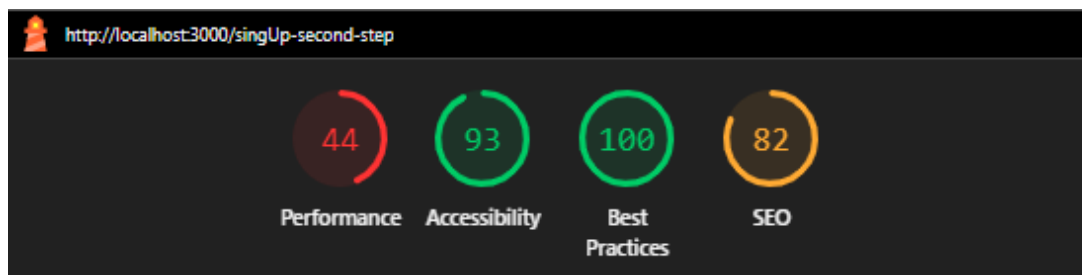 http://localhost:3000/singUp-second-step
44 93 100 82
Performance Accessibility Best SEO
Practices